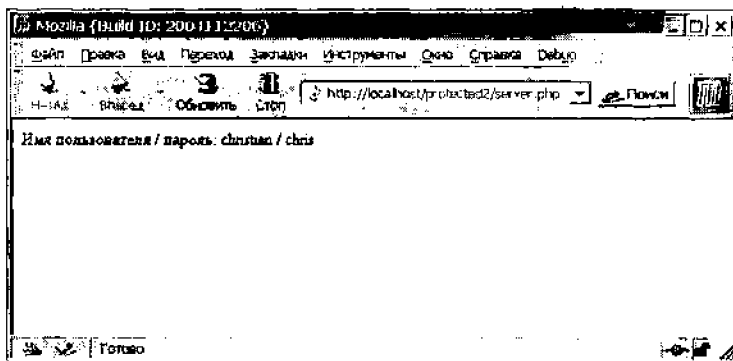 Mozilla {Build ID: 2001112206}
Файл Правка Вид Переход Закладки Инструменты Окно Справка Debug
Назад Вперед Обновить Стоп http://localhost/protected2/server.php Поиск
Имя пользователя / пароль: christian / chris
Готово